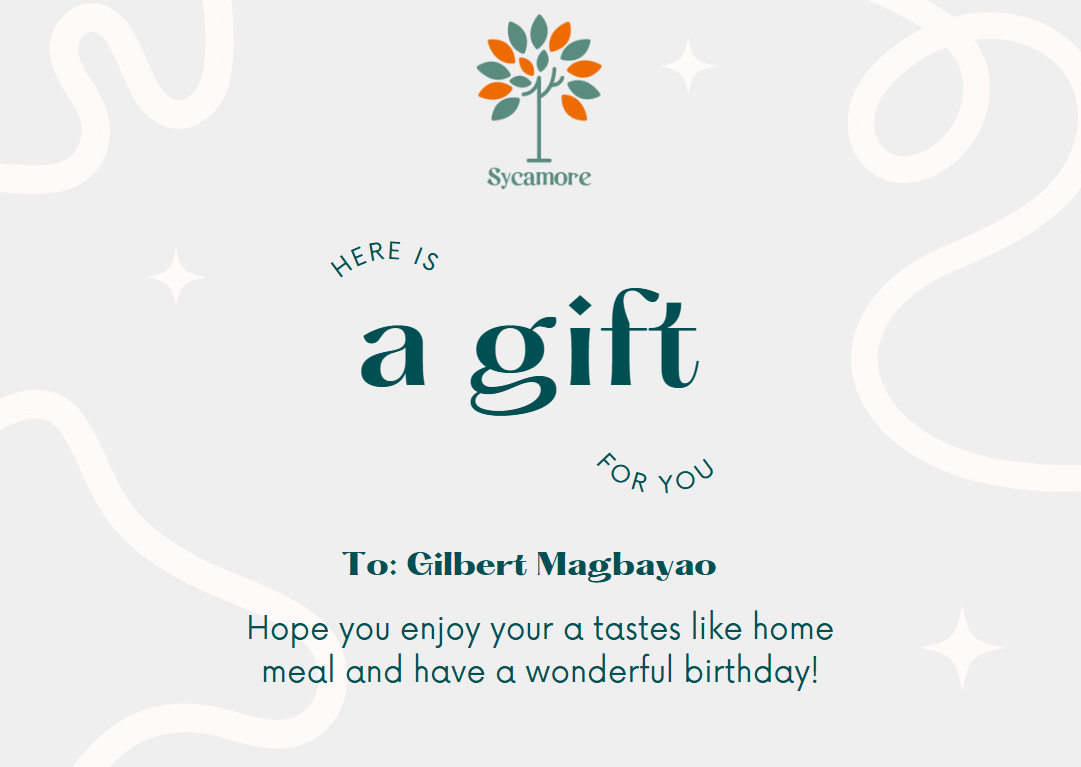 Sycamore
HERE IS
a gift
FOR YOU
To: Gilbert Magbayao
Hope you enjoy your a tastes like home
meal and have a wonderful birthday!